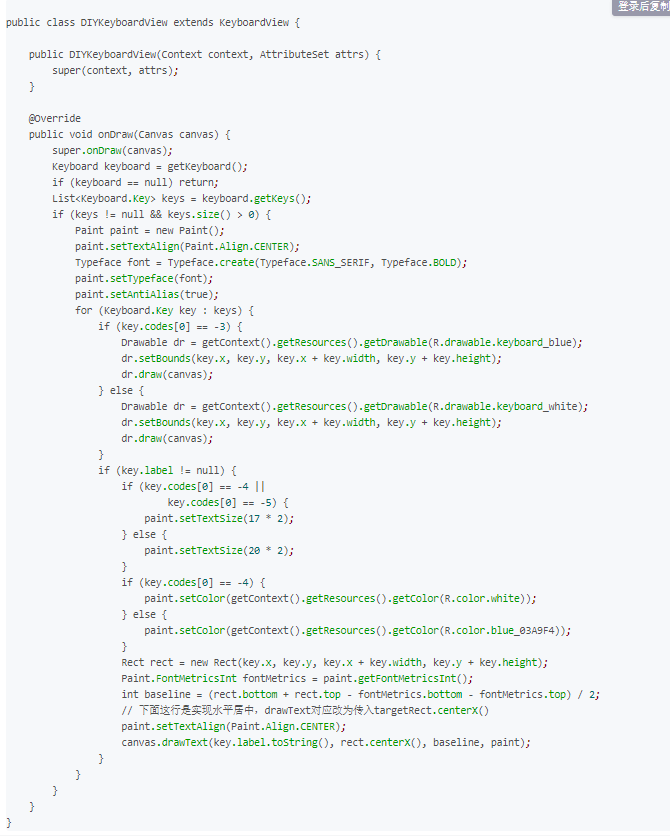 登录后复制
public class DIYKeyboardView extends KeyboardView {
    public DIYKeyboardView(Context context, AttributeSet attrs) {
        super(context, attrs);
    }
    @Override
    public void onDraw(Canvas canvas) {
        super.onDraw(canvas);
        Keyboard keyboard = getKeyboard();
        if (keyboard == null) return;
        List<Keyboard.Key> keys = keyboard.getKeys();
        if (keys != null && keys.size() > 0) {
            Paint paint = new Paint();
            paint.setTextAlign(Paint.Align.CENTER);
            Typeface font = Typeface.create(Typeface.SANS_SERIF, Typeface.BOLD);
            paint.setTypeface(font);
            paint.setAntiAlias(true);
            for (Keyboard.Key key : keys) {
                if (key.codes[0] == -3) {
                    Drawable dr = getContext().getResources().getDrawable(R.drawable.keyboard_blue);
                    dr.setBounds(key.x, key.y, key.x + key.width, key.y + key.height);
                    dr.draw(canvas);
                } else {
                    Drawable dr = getContext().getResources().getDrawable(R.drawable.keyboard_white);
                    dr.setBounds(key.x, key.y, key.x + key.width, key.y + key.height);
                    dr.draw(canvas);
                }
                if (key.label != null) {
                    if (key.codes[0] == -4 ||
                            key.codes[0] == -5) {
                        paint.setTextSize(17 * 2);
                    } else {
                        paint.setTextSize(20 * 2);
                    }
                    if (key.codes[0] == -4) {
                        paint.setColor(getContext().getResources().getColor(R.color.white));
                    } else {
                        paint.setColor(getContext().getResources().getColor(R.color.blue_03A9F4));
                    }
                    Rect rect = new Rect(key.x, key.y, key.x + key.width, key.y + key.height);
                    Paint.FontMetricsInt fontMetrics = paint.getFontMetricsInt();
                    int baseline = (rect.bottom + rect.top - fontMetrics.bottom - fontMetrics.top) / 2;
                    // 下面这行是实现水平居中，drawText对应改为传入targetRect.centerX()
                    paint.setTextAlign(Paint.Align.CENTER);
                    canvas.drawText(key.label.toString(), rect.centerX(), baseline, paint);
                }
            }
        }
    }
}